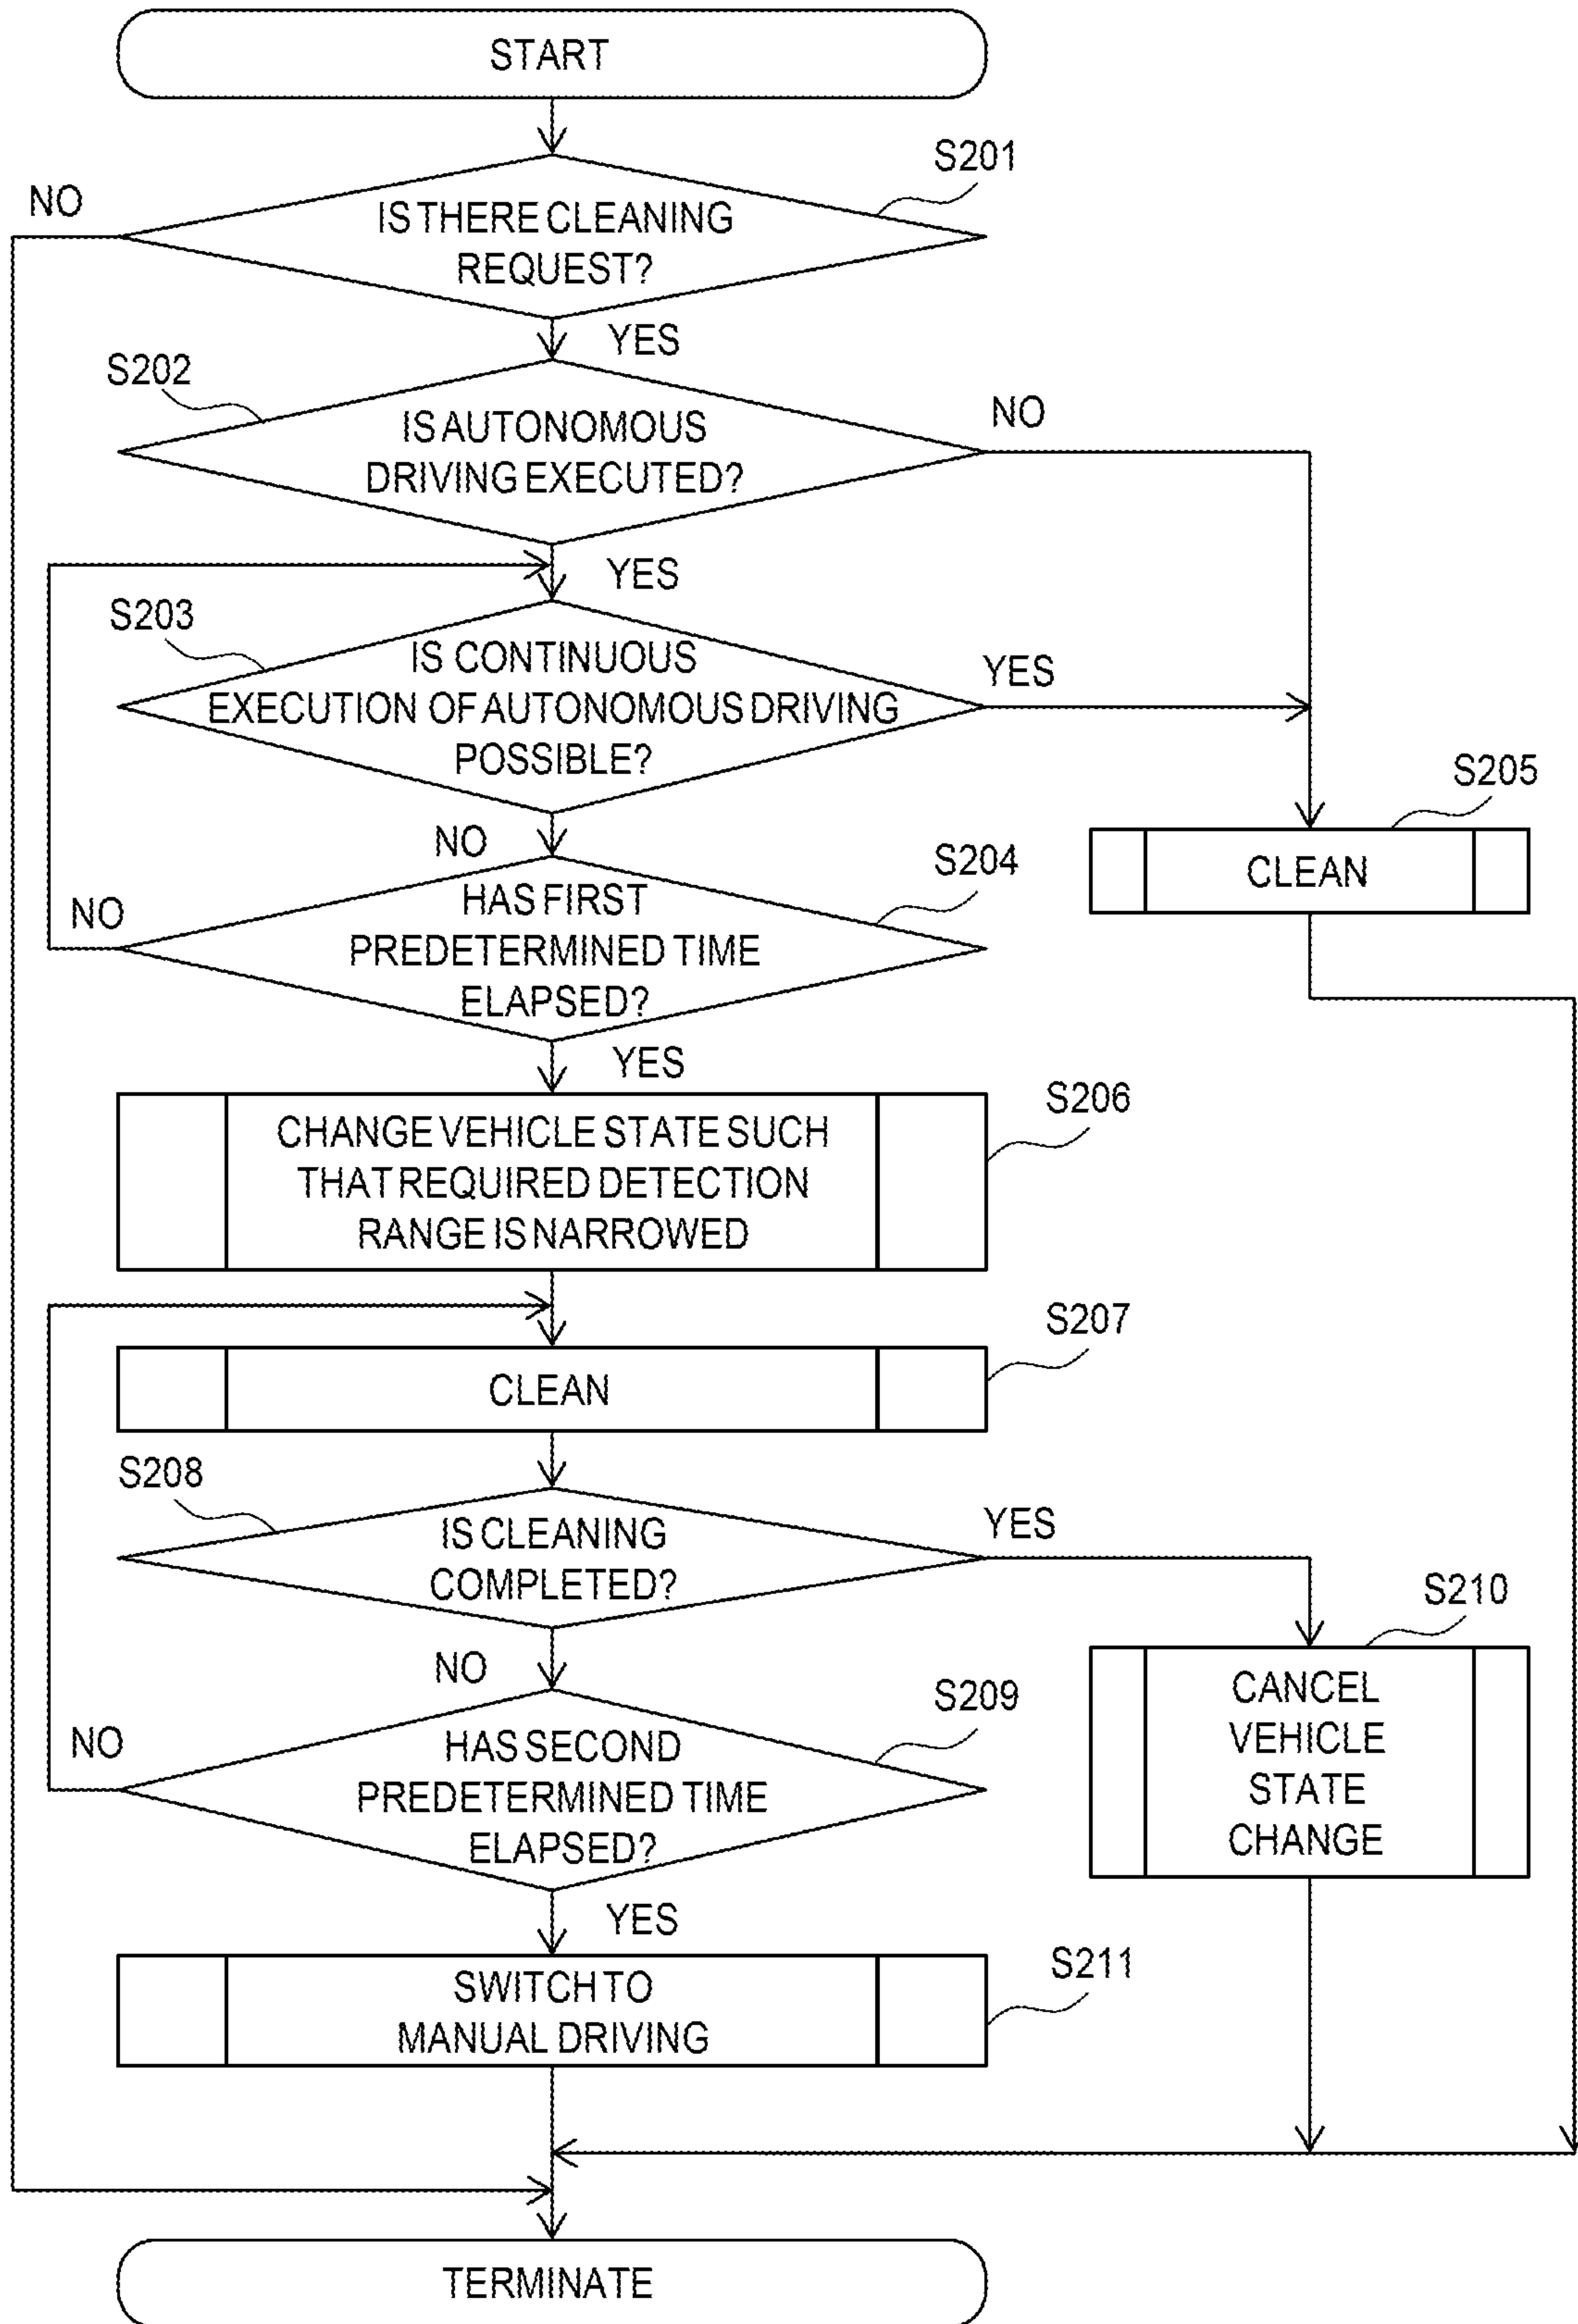 START
S201
NO
IS THERE CLEANING
REQUEST?
YES
S202
NO
IS AUTONOMOUS
DRIVING EXECUTED?
YES
S203
IS CONTINUOUS
EXECUTION OF AUTONOMOUS DRIVING
POSSIBLE?
YES
S205
CLEAN
NO
S204
NO
HAS FIRST
PREDETERMINED TIME
ELAPSED?
YES
S206
CHANGE VEHICLE STATE SUCH
THAT REQUIRED DETECTION
RANGE IS NARROWED
S207
CLEAN
S208
IS CLEANING
COMPLETED?
YES
S210
CANCEL
VEHICLE
STATE
CHANGE
NO
S209
NO
HAS SECOND
PREDETERMINED TIME
ELAPSED?
YES
S211
SWITCH TO
MANUAL DRIVING
TERMINATE